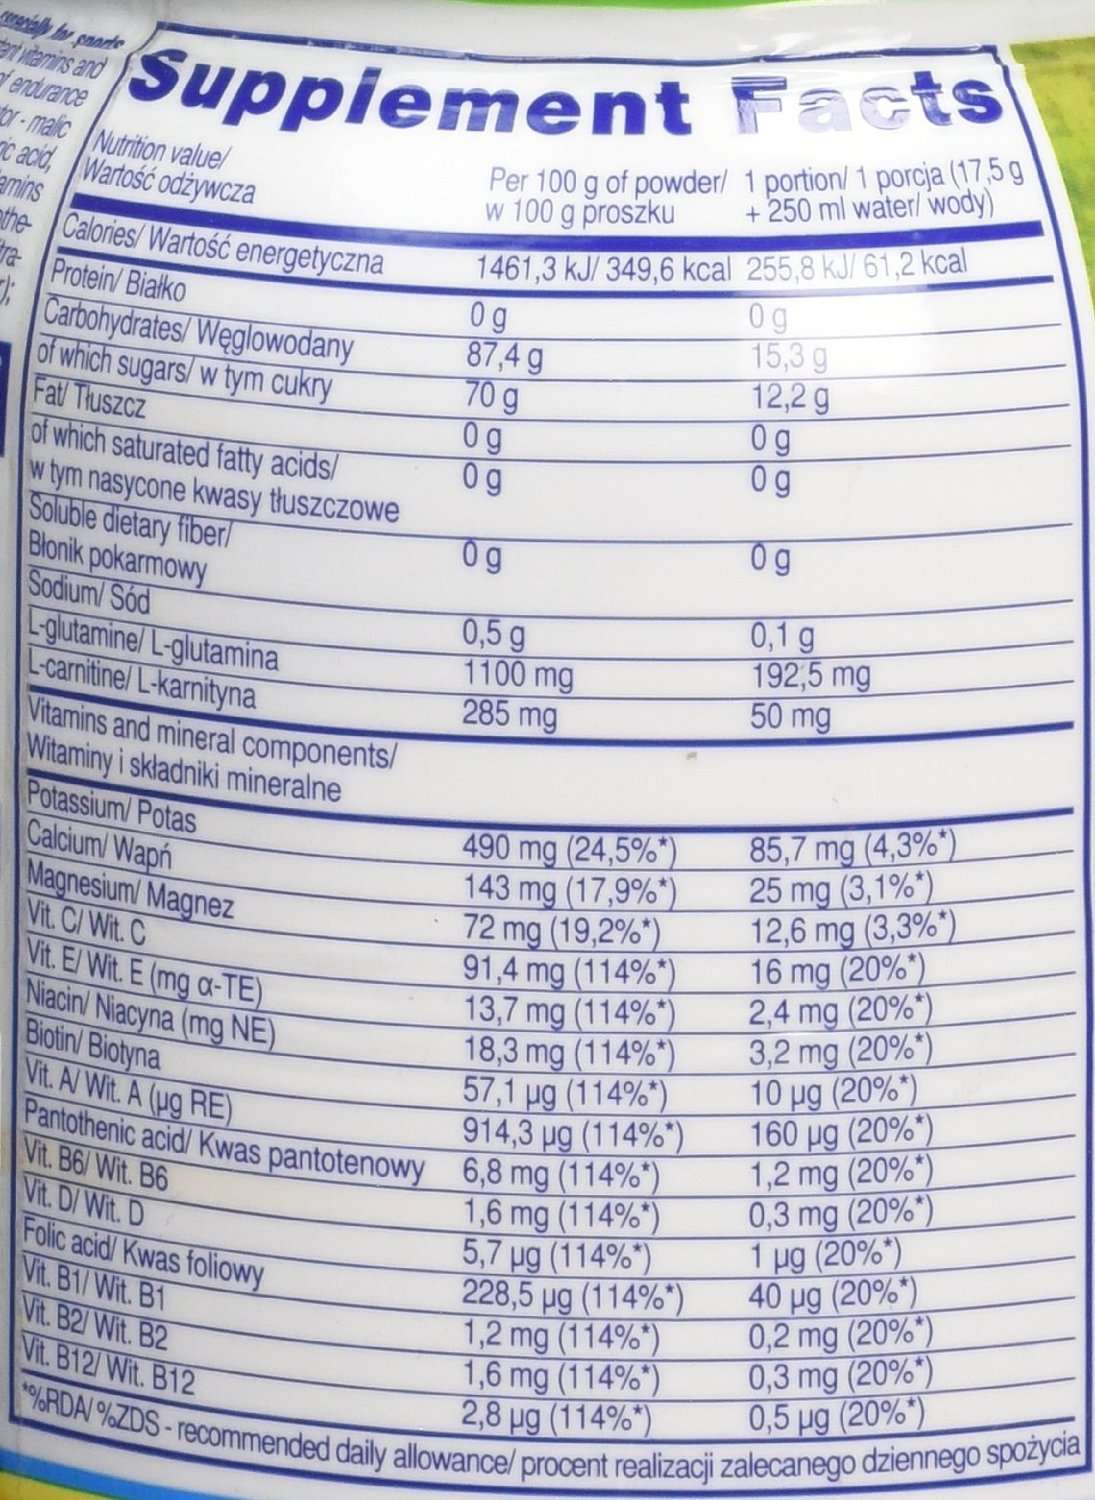 especially for sports
vitamins and
of endurance
- malic
acid,
Supplement Facts
Nutrition value/
Wartość odżywcza
Per 100 g of powder/
w 100 g proszku
1 portion/ 1 porcja (17,5 g
+ 250 ml water/ wody)
Calories/ Wartość energetyczna 1461,3 kJ/ 349,6 kcal 255,8 kJ/ 61,2 kcal
Protein/ Białko 0 g 0 g
Carbohydrates/ Węglowodany 87,4 g 15,3 g
of which sugars/ w tym cukry 70 g 12,2 g
Fat/ Tłuszcz 0 g 0 g
of which saturated fatty acids/ 0 g 0 g
w tym nasycone kwasy tłuszczowe
Soluble dietary fiber/
Błonik pokarmowy 0 g 0 g
Sodium/ Sód 0,5 g 0,1 g
L-glutamine/ L-glutamina 1100 mg 192,5 mg
L-carnitine/ L-karnityna 285 mg 50 mg
Vitamins and mineral components/
Witaminy i składniki mineralne
Potassium/ Potas 490 mg (24,5%*) 85,7 mg (4,3%*)
Calcium/ Wapń 143 mg (17,9%*) 25 mg (3,1%*)
Magnesium/ Magnez 72 mg (19,2%*) 12,6 mg (3,3%*)
Vit. C/ Wit. C 91,4 mg (114%*) 16 mg (20%*)
Vit. E/ Wit. E (mg α-TE) 13,7 mg (114%*) 2,4 mg (20%*)
Niacin/ Niacyna (mg NE) 18,3 mg (114%*) 3,2 mg (20%*)
Biotin/ Biotyna 57,1 µg (114%*) 10 µg (20%*)
Vit. A/ Wit. A (µg RE) 914,3 µg (114%*) 160 µg (20%*)
Pantothenic acid/ Kwas pantotenowy 6,8 mg (114%*) 1,2 mg (20%*)
Vit. B6/ Wit. B6 1,6 mg (114%*) 0,3 mg (20%*)
Vit. D/ Wit. D 5,7 µg (114%*) 1 µg (20%*)
Folic acid/ Kwas foliowy 228,5 µg (114%*) 40 µg (20%*)
Vit. B1/ Wit. B1 1,2 mg (114%*) 0,2 mg (20%*)
Vit. B2/ Wit. B2 1,6 mg (114%*) 0,3 mg (20%*)
Vit. B12/ Wit. B12 2,8 µg (114%*) 0,5 µg (20%*)
*%RDA/ %ZDS - recommended daily allowance/ procent realizacji zalecanego dziennego spożycia